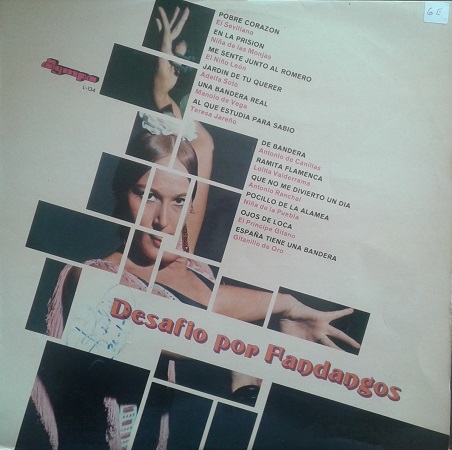 6E
L-134
POBRE CORAZON
El Sevillano
EN LA PRISION
Niña de las Monjas
ME SENTE JUNTO AL ROMERO
El Niño León
JARDIN DE TU QUERER
Adelfa Soto
UNA BANDERA REAL
Manolo de Vega
AL QUE ESTUDIA PARA SABIO
Teresa Jareño
DE BANDERA
Antonio de Canillas
RAMITA FLAMENCA
Lolita Valderrama
QUE NO ME DIVIERTO UN DIA
Antonio Ranchal
POCILLO DE LA ALAMEA
Niña de la Puebla
OJOS DE LOCA
El Principe Gitano
ESPAÑA TIENE UNA BANDERA
Gitanillo de Oro
Desafio por Fandangos